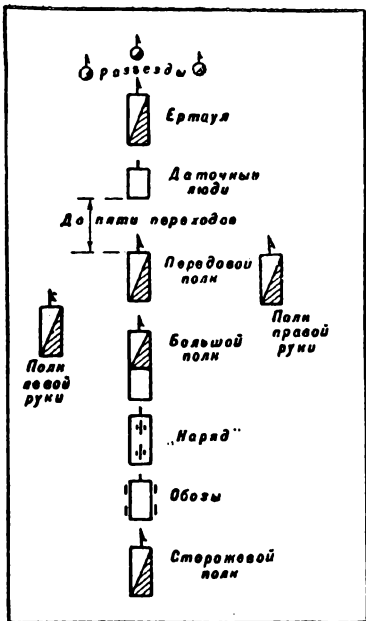 разъезды
Ертаул
Даточные
люди
До пяти переходов
Передовой
полк
Полк
правой
руки
Полк
левой
руки
Большой
полк
„Наряд"
Обозы
Сторожевой
полк